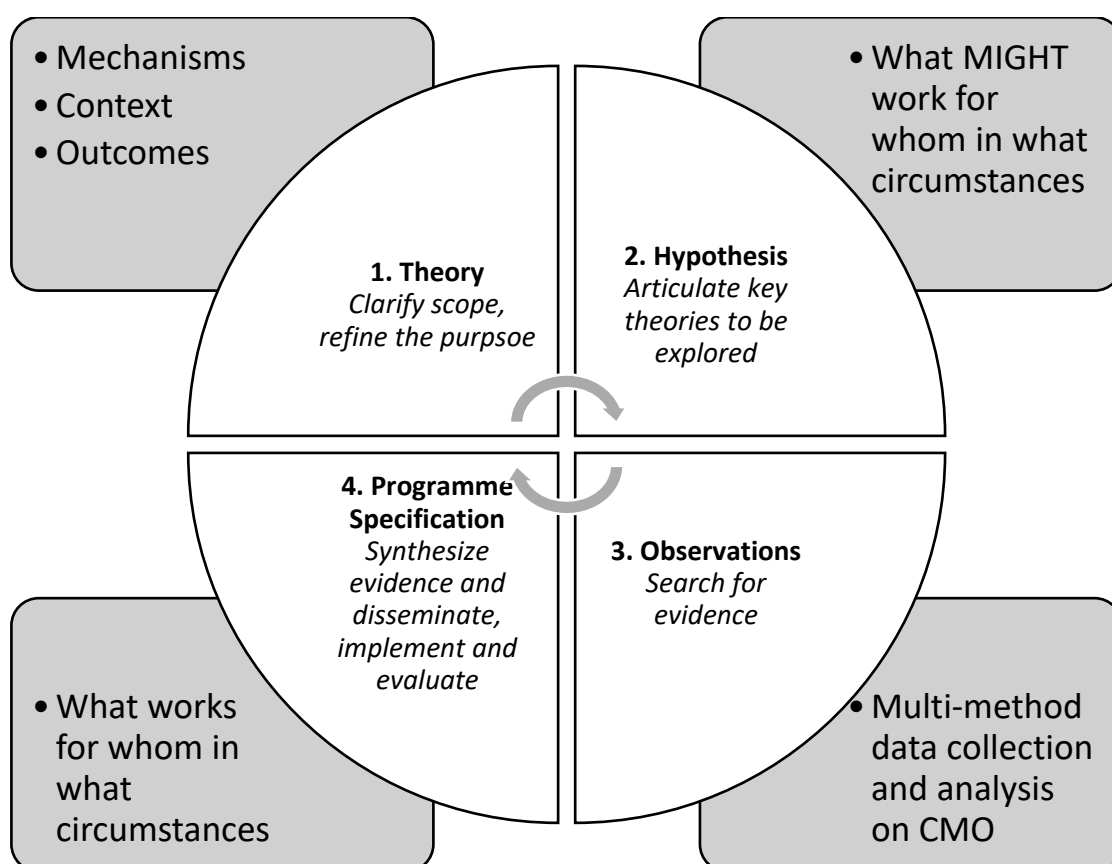 • Mechanisms
• Context
• Outcomes
• What MIGHT
work for
whom in what
circumstances
1. Theory
Clarify scope,
refine the purpsoe
2. Hypothesis
Articulate key
theories to be
explored
4. Programme
Specification
Synthesize
evidence and
disseminate,
implement and
evaluate
3. Observations
Search for
evidence
• What works
for whom in
what
circumstances
• Multi-method
data collection
and analysis
on CMO